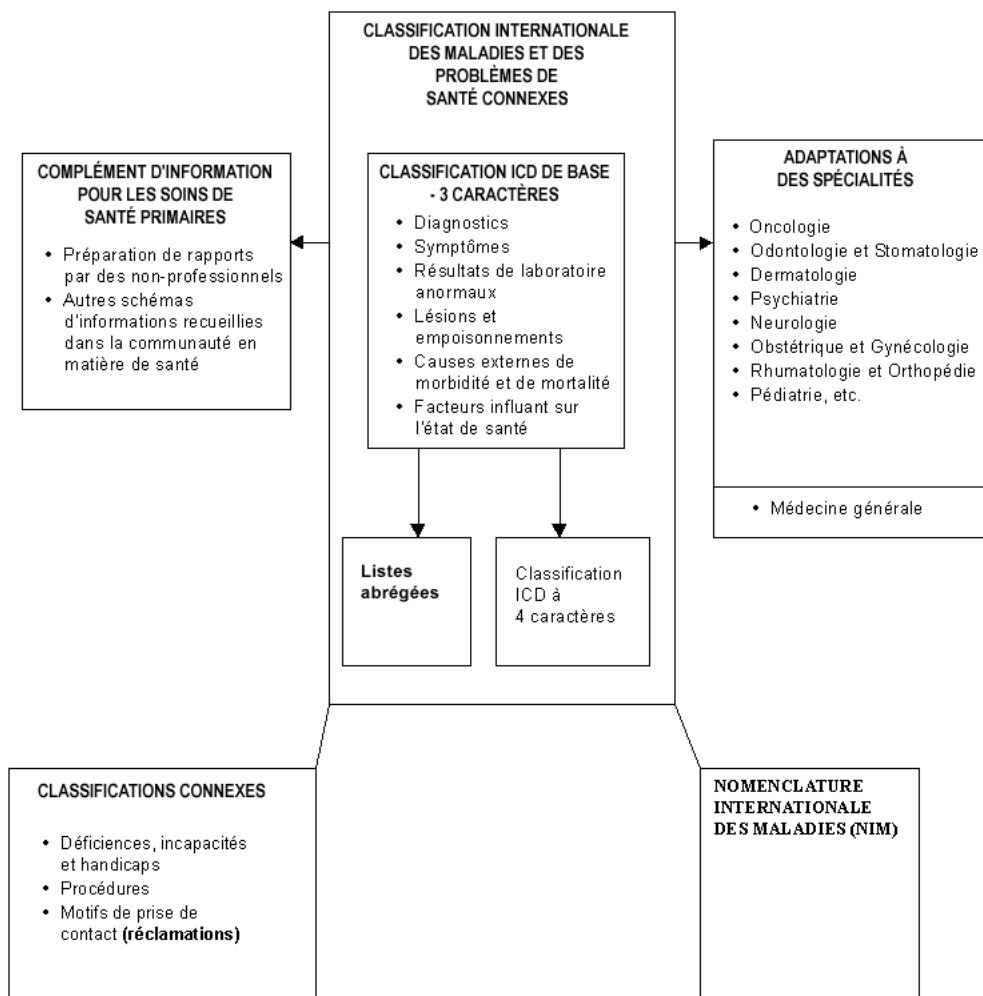 CLASSIFICATION INTERNATIONALE
DES MALADIES ET DES
PROBLÈMES DE
SANTÉ CONNEXES
COMPLÉMENT D'INFORMATION
POUR LES SOINS DE
SANTÉ PRIMAIRES
• Préparation de rapports
par des non-professionnels
• Autres schémas
d'informations recueillies
dans la communauté en
matière de santé
CLASSIFICATION ICD DE BASE
- 3 CARACTÈRES
• Diagnostics
• Symptômes
• Résultats de laboratoire
anormaux
• Lésions et
empoisonnements
• Causes externes de
morbidité et de mortalité
• Facteurs influant sur
l'état de santé
ADAPTATIONS À
DES SPÉCIALITÉS
• Oncologie
• Odontologie et Stomatologie
• Dermatologie
• Psychiatrie
• Neurologie
• Obstétrique et Gynécologie
• Rhumatologie et Orthopédie
• Pédiatrie, etc.
• Médecine générale
Listes
abrégées
Classification
ICD à
4 caractères
CLASSIFICATIONS CONNEXES
• Déficiences, incapacités
et handicaps
• Procédures
• Motifs de prise de
contact (réclamations)
NOMENCLATURE
INTERNATIONALE
DES MALADIES (NIM)